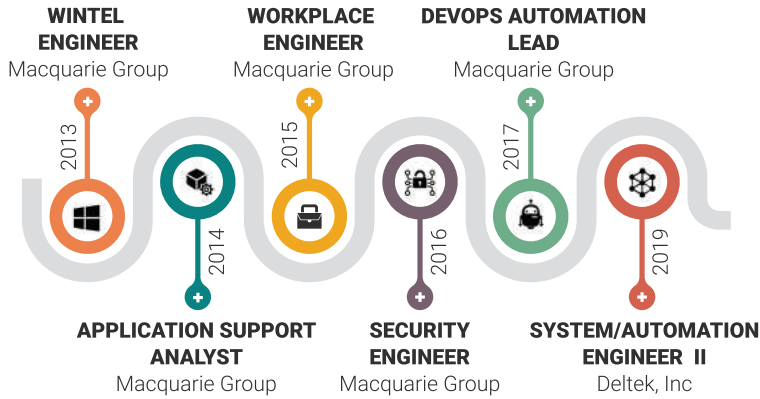 WINTEL
ENGINEER
Macquarie Group
2013
APPLICATION SUPPORT
ANALYST
Macquarie Group
2014
WORKPLACE
ENGINEER
Macquarie Group
2015
SECURITY
ENGINEER
Macquarie Group
2016
DEVOPS AUTOMATION
LEAD
Macquarie Group
2017
SYSTEM/AUTOMATION
ENGINEER II
Deltek, Inc
2019